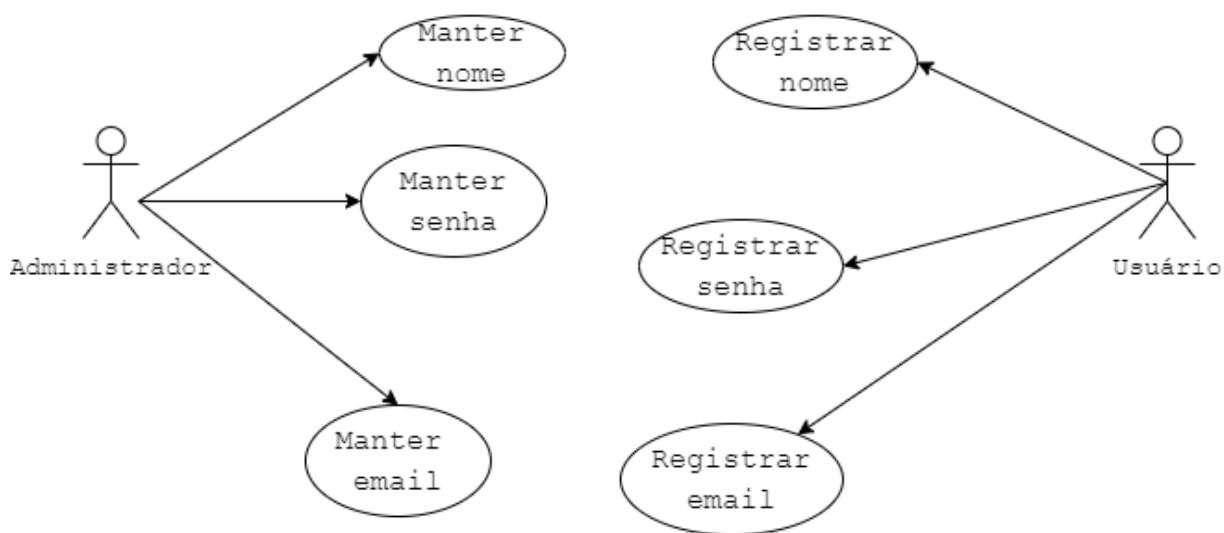 Manter
nome
Registrar
nome
Manter
senha
Administrador
Registrar
senha
Usuário
Manter
email
Registrar
email